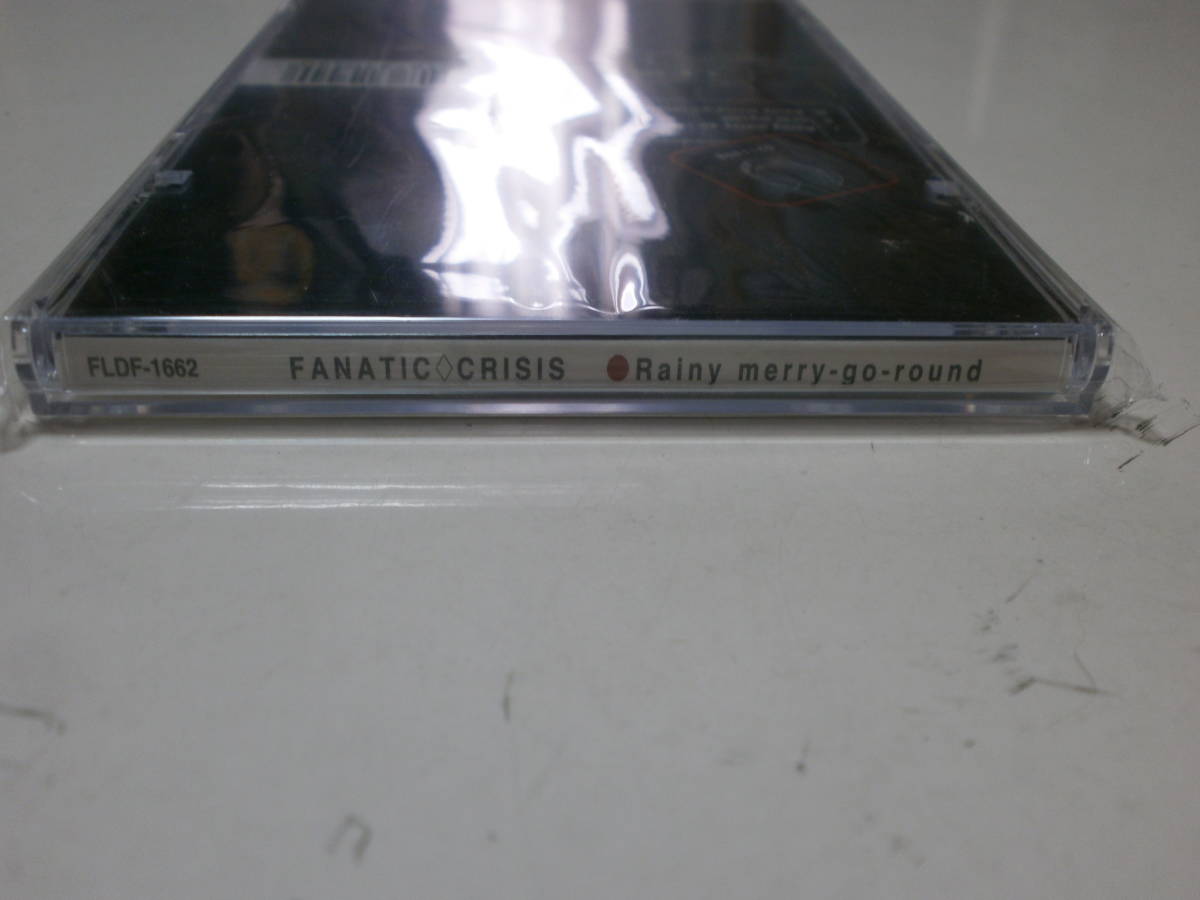 FLDF-1662 FANATIC◇CRISIS ●Rainy merry-go-round